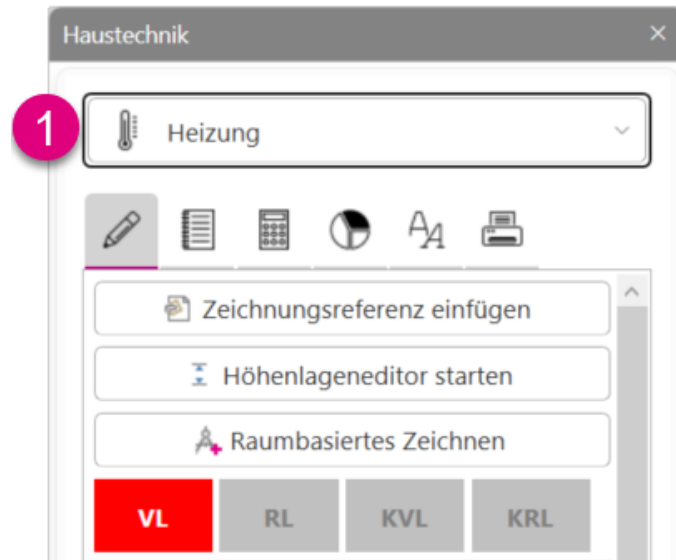 Haustechnik
1 Heizung
Zeichnungsreferenz einfügen
Höhenlageneditor starten
Raumbasiertes Zeichnen
VL RL KVL KRL